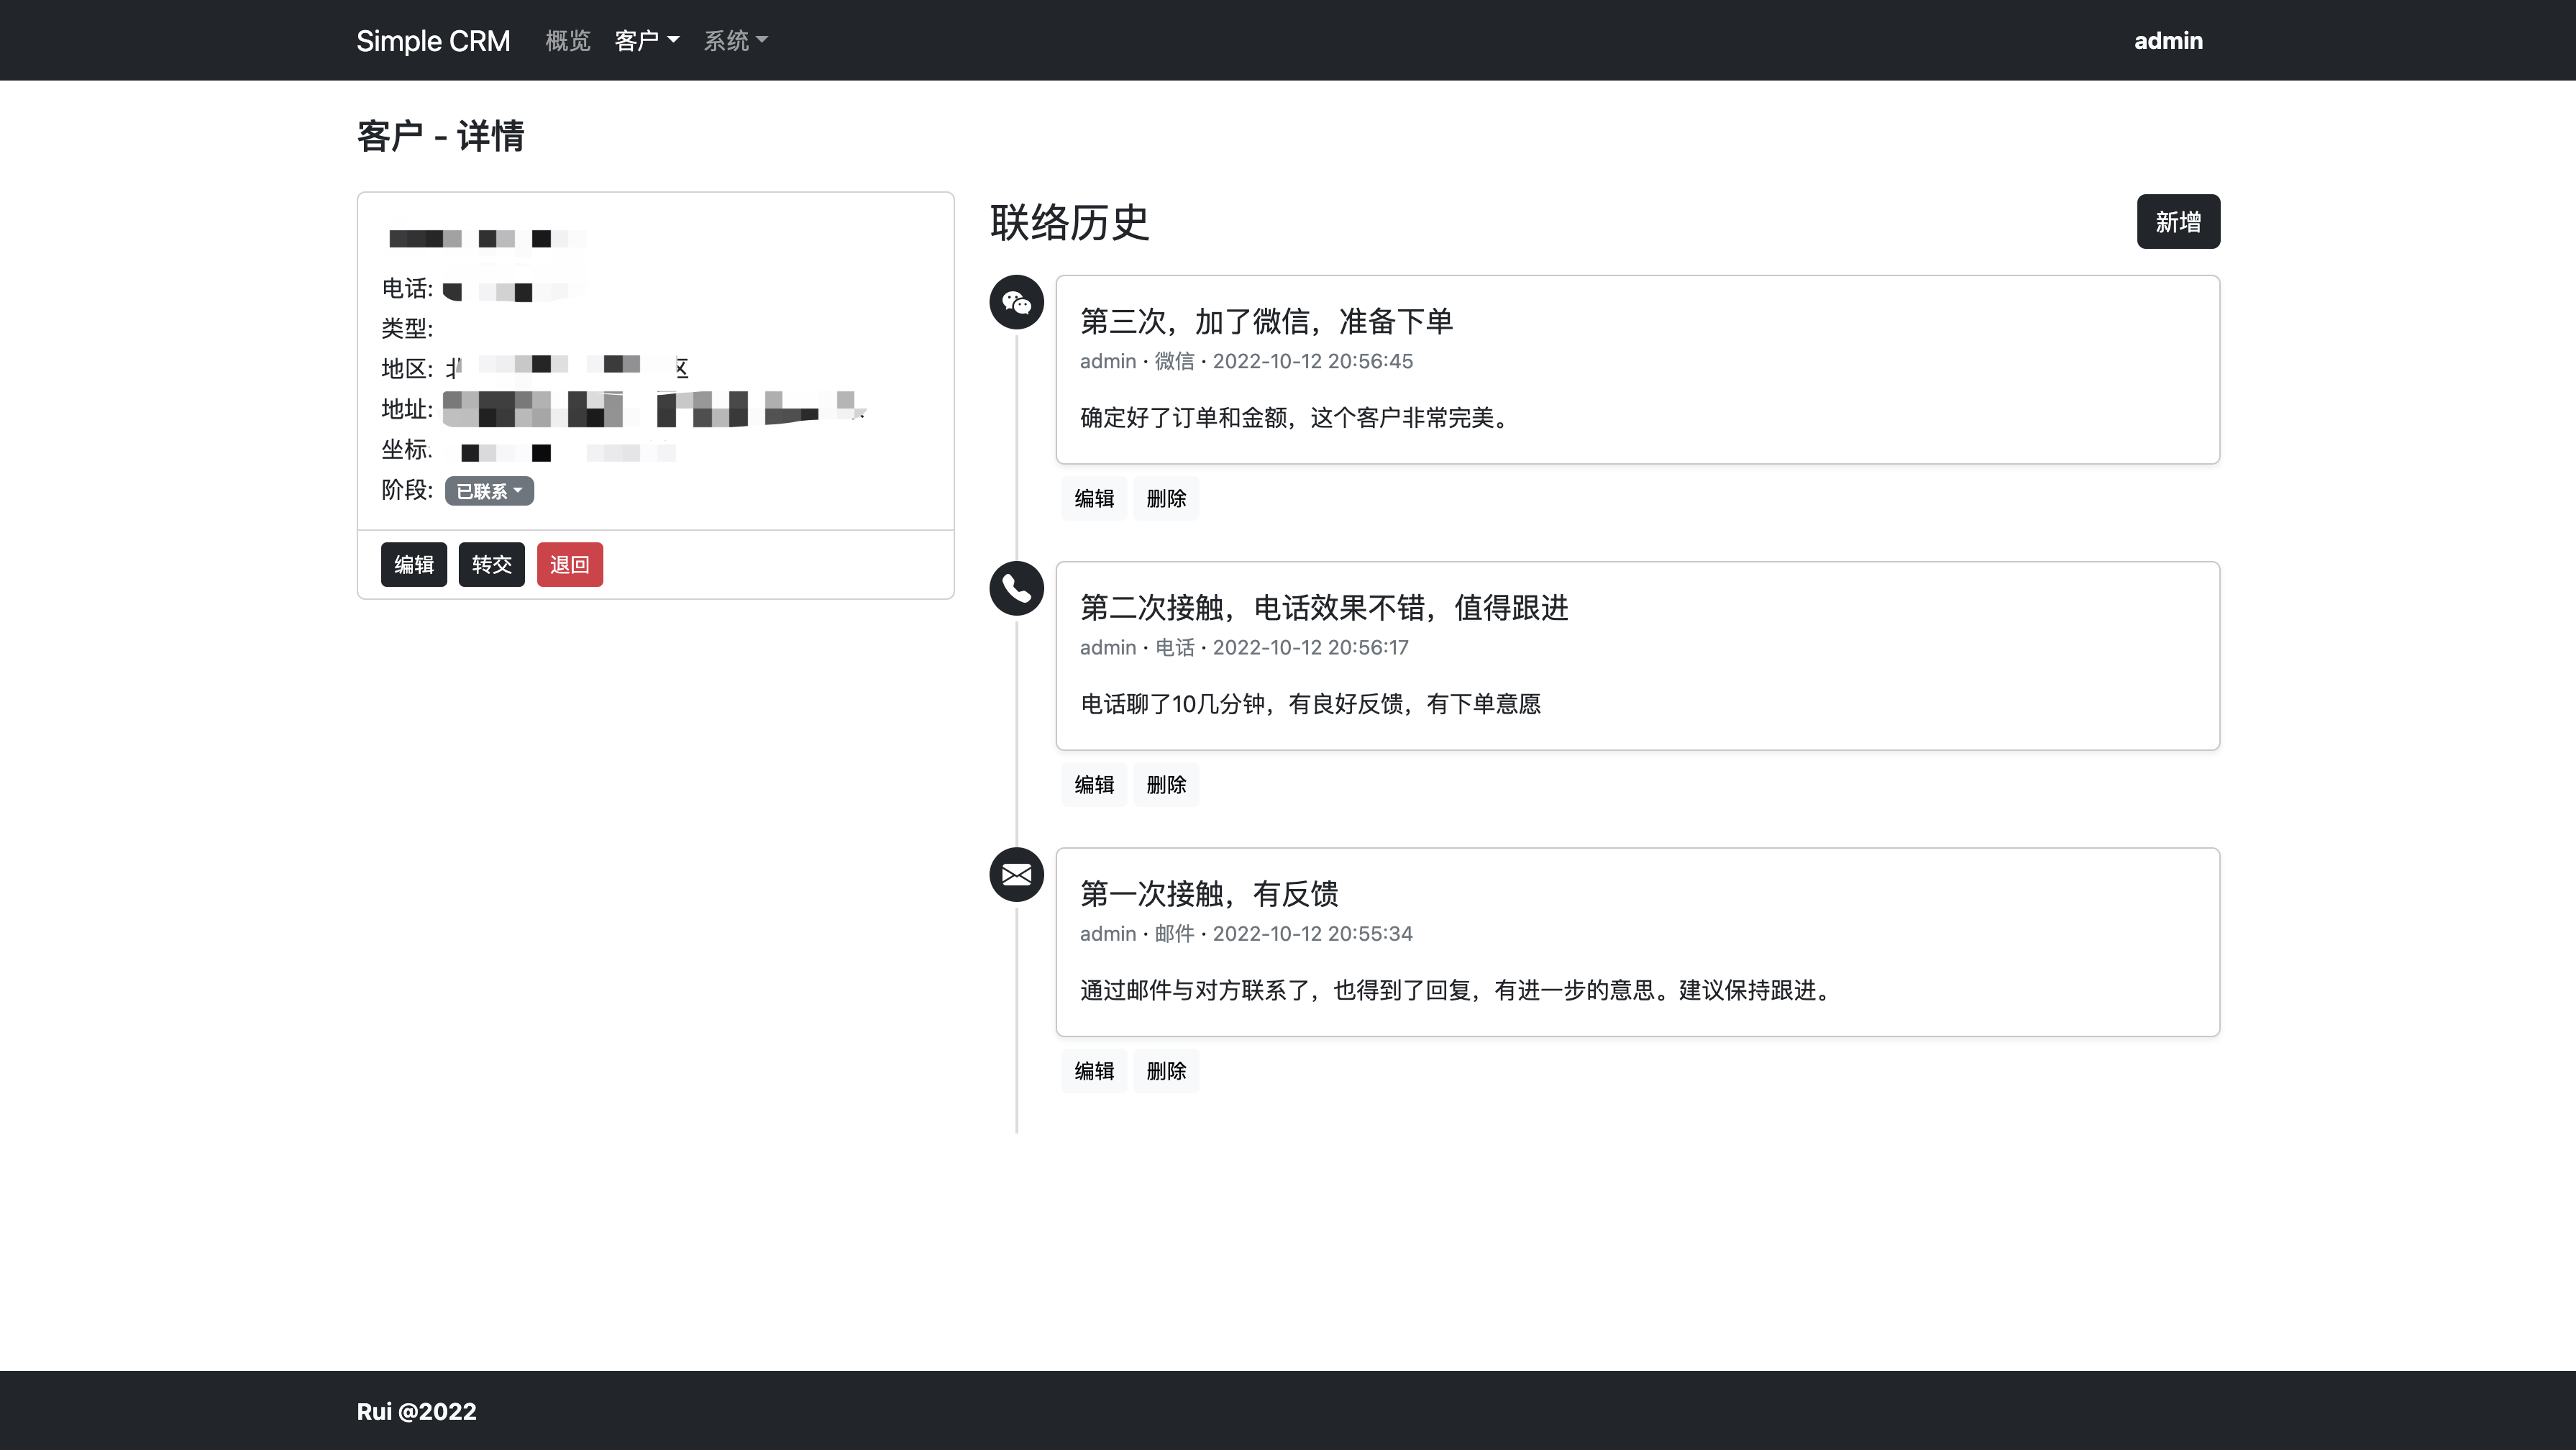 Simple CRM 概览 客户 系统 admin
客户 - 详情
电话:
类型:
地区:
地址:
坐标:
阶段: 已联系
编辑 转交 退回
联络历史 新增
第三次，加了微信，准备下单
admin · 微信 · 2022-10-12 20:56:45
确定好了订单和金额，这个客户非常完美。
编辑 删除
第二次接触，电话效果不错，值得跟进
admin · 电话 · 2022-10-12 20:56:17
电话聊了10几分钟，有良好反馈，有下单意愿
编辑 删除
第一次接触，有反馈
admin · 邮件 · 2022-10-12 20:55:34
通过邮件与对方联系了，也得到了回复，有进一步的意思。建议保持跟进。
编辑 删除
Rui @2022